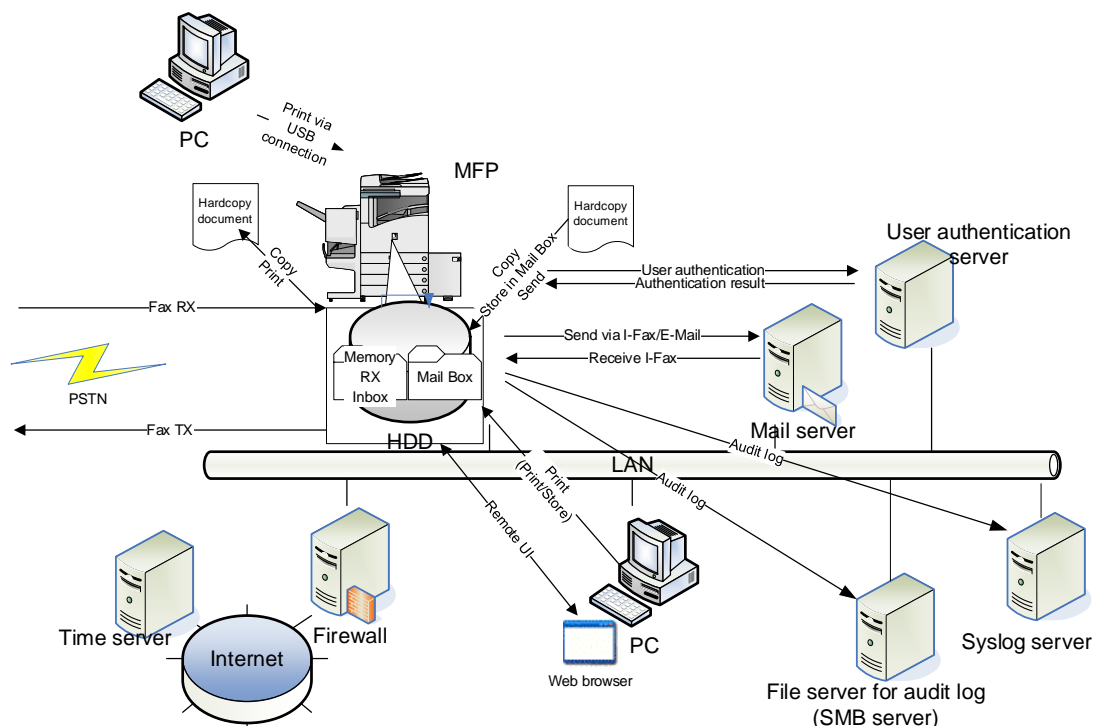 PC
Print via
USB
connection
MFP
Hardcopy
document
Hardcopy
document
Copy
Print
Copy
Store in Mail Box
Send
User authentication
server
User authentication
Authentication result
Fax RX
Send via I-Fax/E-Mail
Receive I-Fax
Memory
RX
Inbox
Mail Box
PSTN
Fax TX
HDD
Mail server
Audit log
LAN
Audit log
Print
(Print/Store)
Remote UI
Time server
Firewall
Internet
PC
Web browser
Syslog server
File server for audit log
(SMB server)